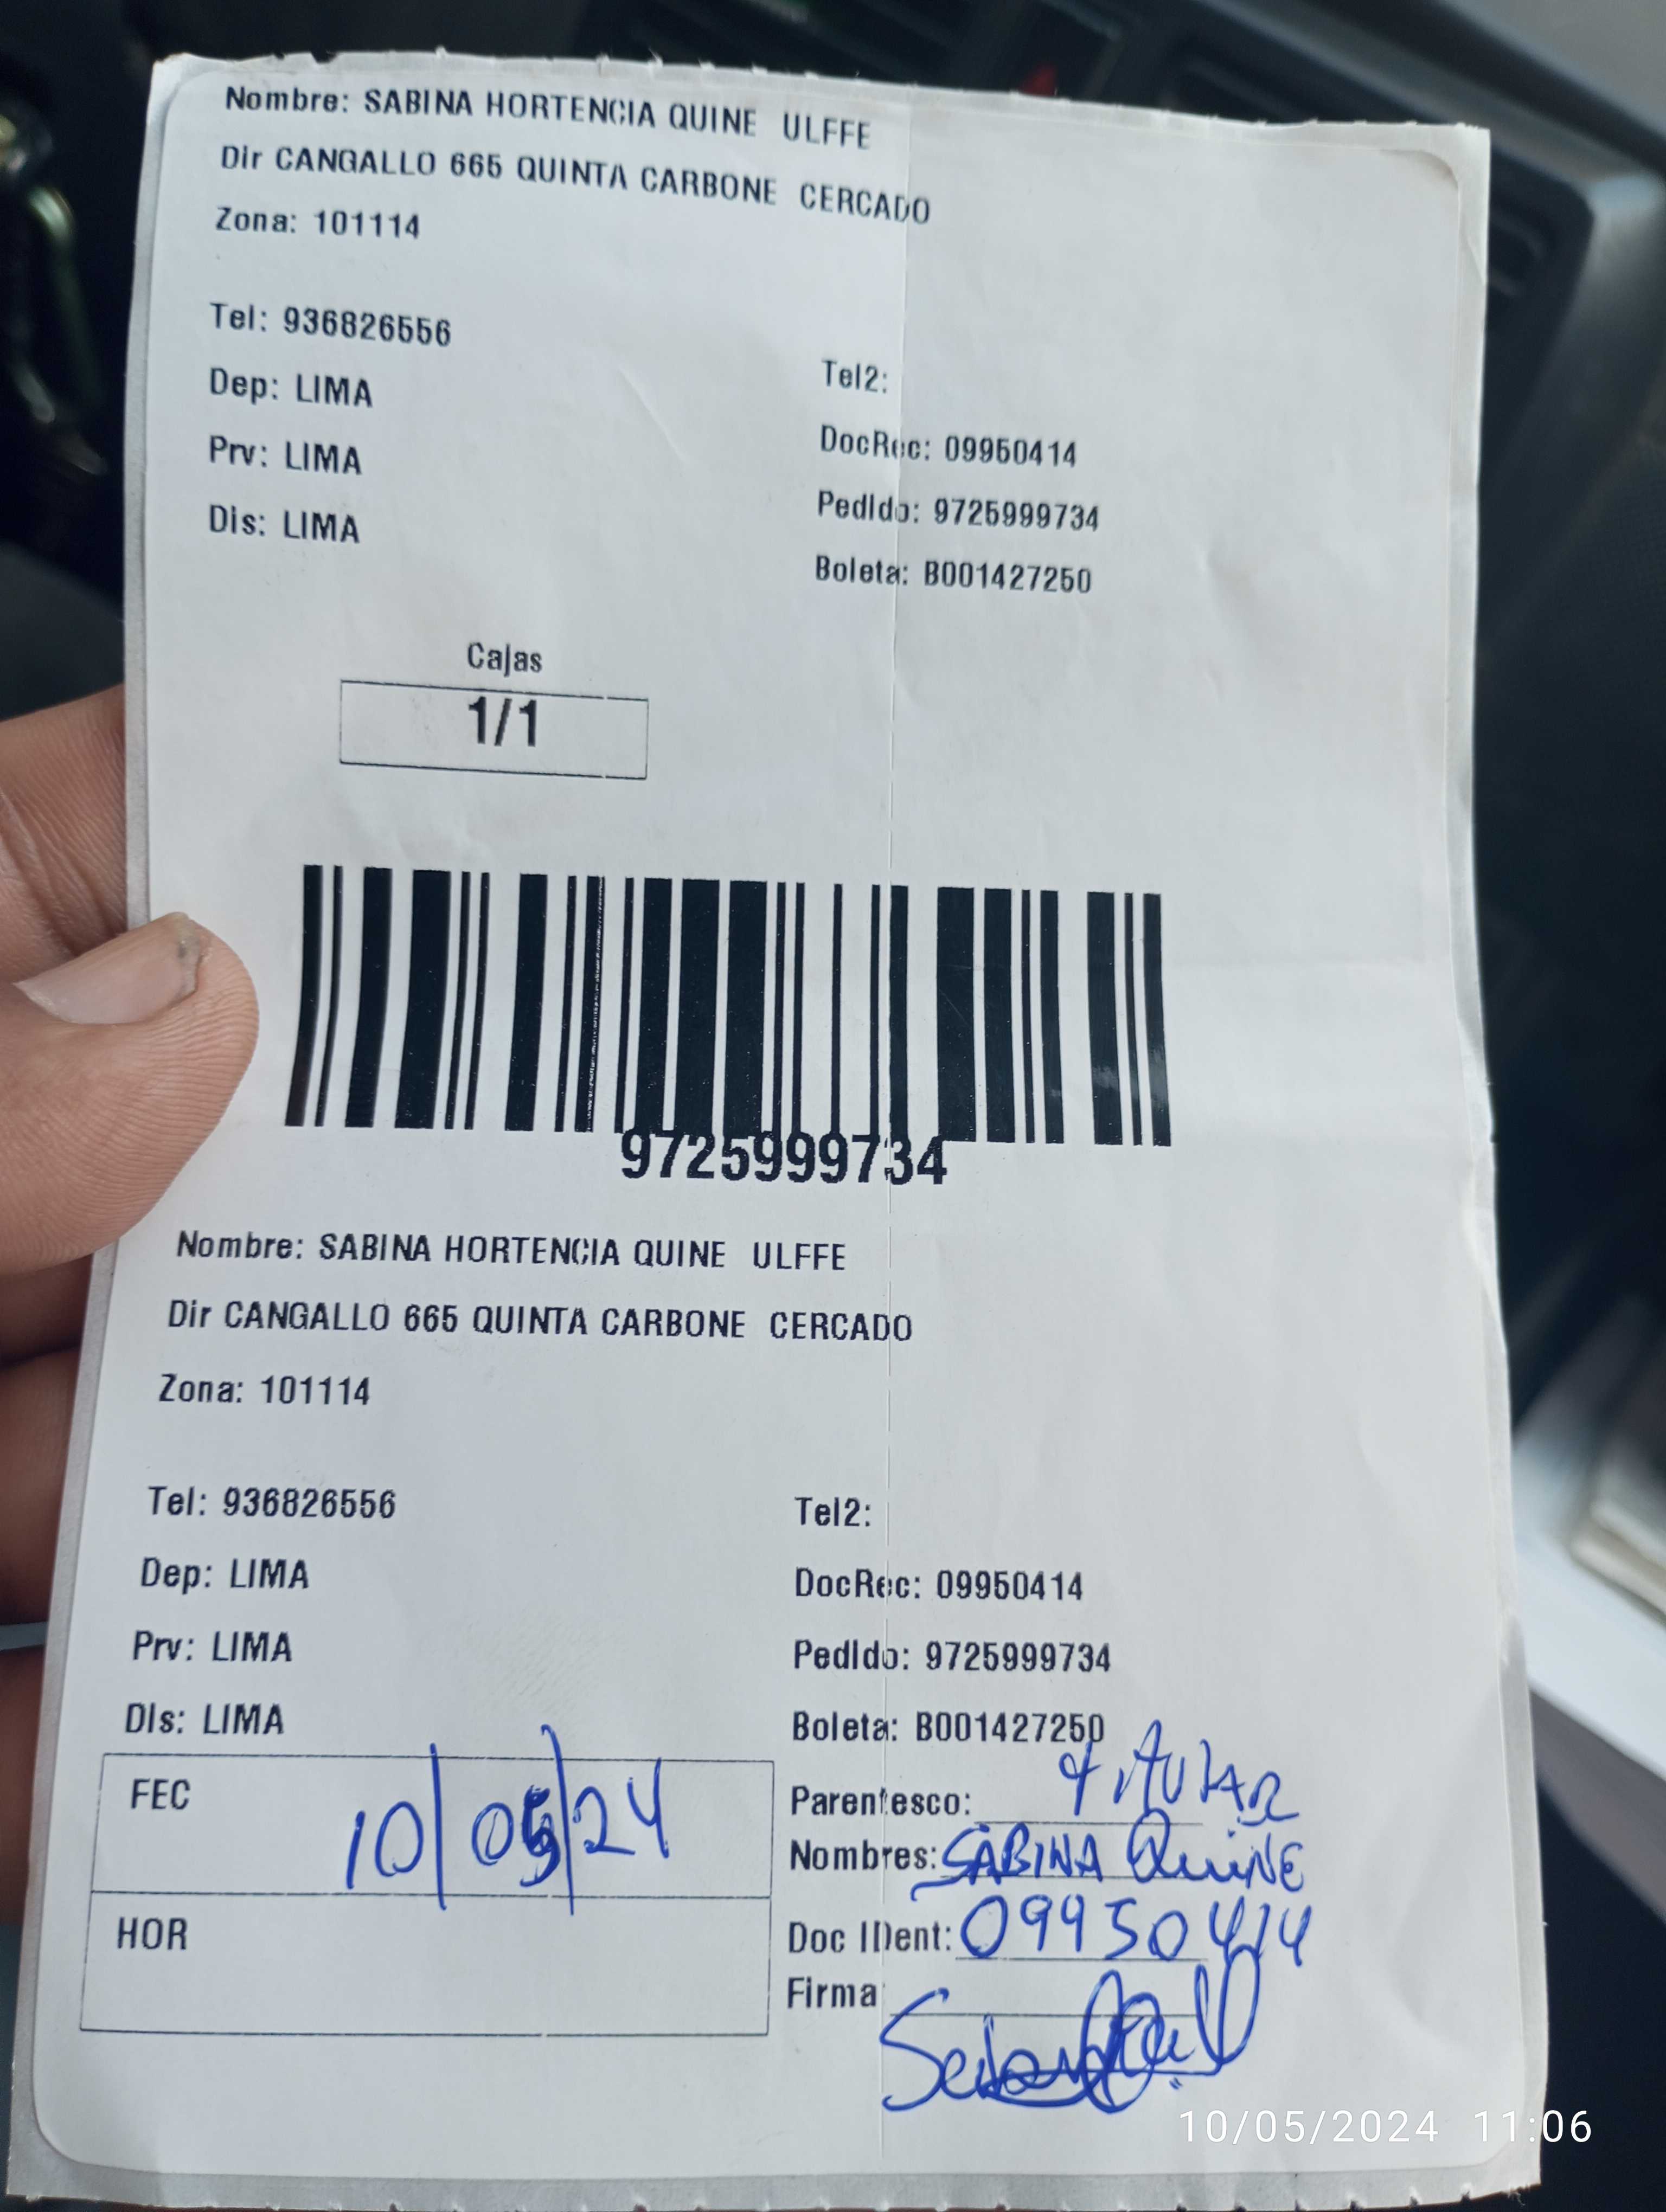 Nombre: SABINA HORTENCIA QUINE ULFFE
Dir CANGALLO 665 QUINTA CARBONE CERCADO
Zona: 101114
Tel: 936826556
Tel2:
Dep: LIMA
DocRec: 09950414
Prv: LIMA
Pedido: 9725999734
Dis: LIMA
Boleta: B001427250
Cajas
1/1
9725999734
Nombre: SABINA HORTENCIA QUINE ULFFE
Dir CANGALLO 665 QUINTA CARBONE CERCADO
Zona: 101114
Tel: 936826556
Tel2:
Dep: LIMA
DocRec: 09950414
Prv: LIMA
Pedido: 9725999734
Dis: LIMA
Boleta: B001427250
FEC 10/05/24
Parentesco: titular
Nombres: SABINA QuiNE
HOR
Doc IDent: 09950414
Firma
10/05/2024 11:06